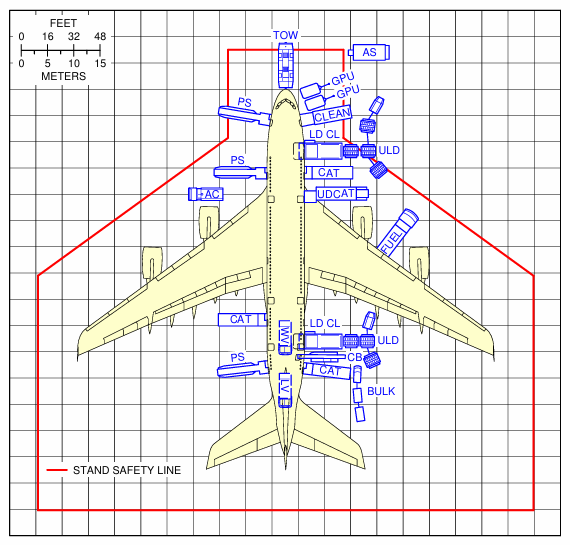 FEET
0 16 32 48
0 5 10 15
METERS
TOW
AS
GPU
GPU
PS
CLEAN
LD CL
ULD
PS
CAT
AC
UDCAT
FUEL
CAT
WV
LD CL
ULD
CB
PS
CAT
LV
BULK
STAND SAFETY LINE